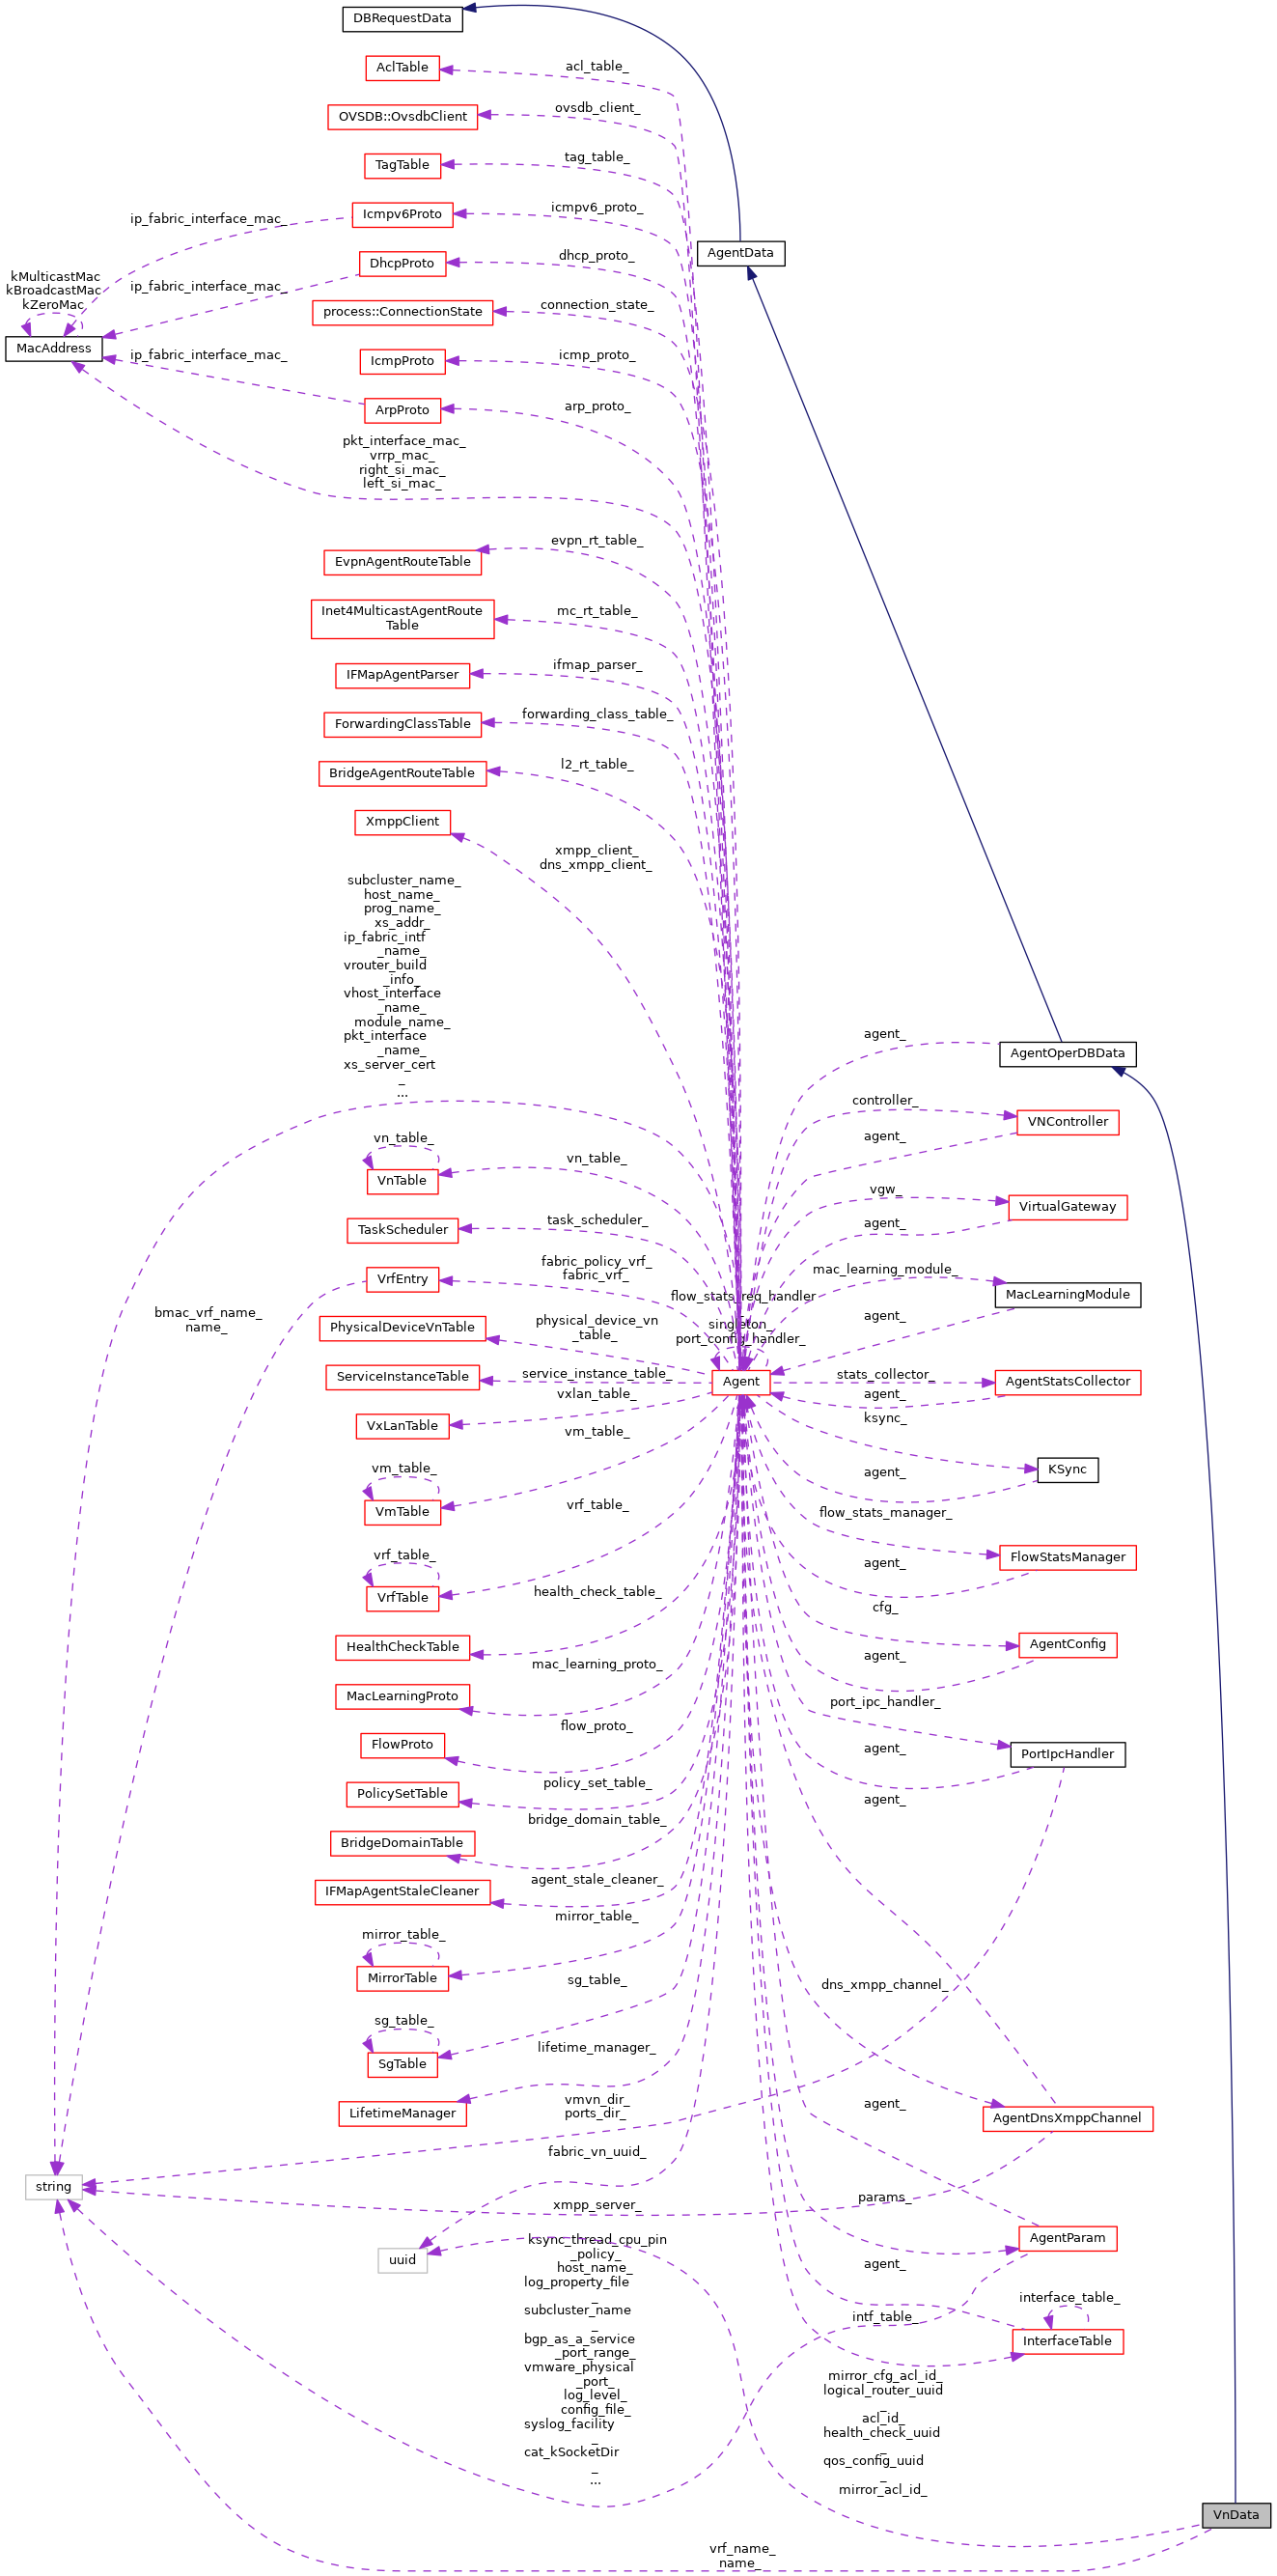 DBRequestData
AclTable
acl_table_
OVSDB::OvsdbClient
ovsdb_client_
TagTable
tag_table_
Icmpv6Proto
icmpv6_proto_
ip_fabric_interface_mac_
AgentData
DhcpProto
dhcp_proto_
ip_fabric_interface_mac_
kMulticastMac
kBroadcastMac
kZeroMac
process::ConnectionState
connection_state_
MacAddress
ip_fabric_interface_mac_
IcmpProto
icmp_proto_
ArpProto
arp_proto_
pkt_interface_mac_
vrrp_mac_
right_si_mac_
left_si_mac_
EvpnAgentRouteTable
evpn_rt_table_
Inet4MulticastAgentRoute
Table
mc_rt_table_
IFMapAgentParser
ifmap_parser_
ForwardingClassTable
forwarding_class_table_
BridgeAgentRouteTable
l2_rt_table_
XmppClient
xmpp_client_
dns_xmpp_client_
subcluster_name_
host_name_
prog_name_
xs_addr_
ip_fabric_intf
_name_
vrouter_build
_info_
vhost_interface
_name_
module_name_
pkt_interface
_name_
xs_server_cert
_
...
agent_
AgentOperDBData
controller_
VNController
agent_
vn_table_
VnTable
vn_table_
vgw_
VirtualGateway
agent_
TaskScheduler
task_scheduler_
VrfEntry
fabric_policy_vrf_
fabric_vrf_
mac_learning_module_
MacLearningModule
agent_
bmac_vrf_name_
name_
PhysicalDeviceVnTable
physical_device_vn
_table_
flow_stats_req_handler
_
singleton_
port_config_handler_
Agent
ServiceInstanceTable
service_instance_table_
stats_collector_
AgentStatsCollector
agent_
VxLanTable
vxlan_table_
ksync_
KSync
agent_
vm_table_
VmTable
vm_table_
flow_stats_manager_
FlowStatsManager
agent_
vrf_table_
VrfTable
vrf_table_
HealthCheckTable
health_check_table_
cfg_
AgentConfig
agent_
MacLearningProto
mac_learning_proto_
port_ipc_handler_
PortIpcHandler
agent_
FlowProto
flow_proto_
PolicySetTable
policy_set_table_
agent_
BridgeDomainTable
bridge_domain_table_
IFMapAgentStaleCleaner
agent_stale_cleaner_
mirror_table_
MirrorTable
mirror_table_
dns_xmpp_channel_
AgentDnsXmppChannel
sg_table_
SgTable
sg_table_
LifetimeManager
lifetime_manager_
vmvn_dir_
ports_dir_
agent_
string
fabric_vn_uuid_
xmpp_server_
params_
AgentParam
agent_
uuid
ksync_thread_cpu_pin
_policy_
host_name_
log_property_file
_
subcluster_name
_
bgp_as_a_service
_port_range_
vmware_physical
_port_
log_level_
config_file_
syslog_facility
_
cat_kSocketDir
_
...
interface_table_
intf_table_
InterfaceTable
mirror_cfg_acl_id_
logical_router_uuid
_
acl_id_
health_check_uuid
_
qos_config_uuid
_
mirror_acl_id_
VnData
vrf_name_
name_